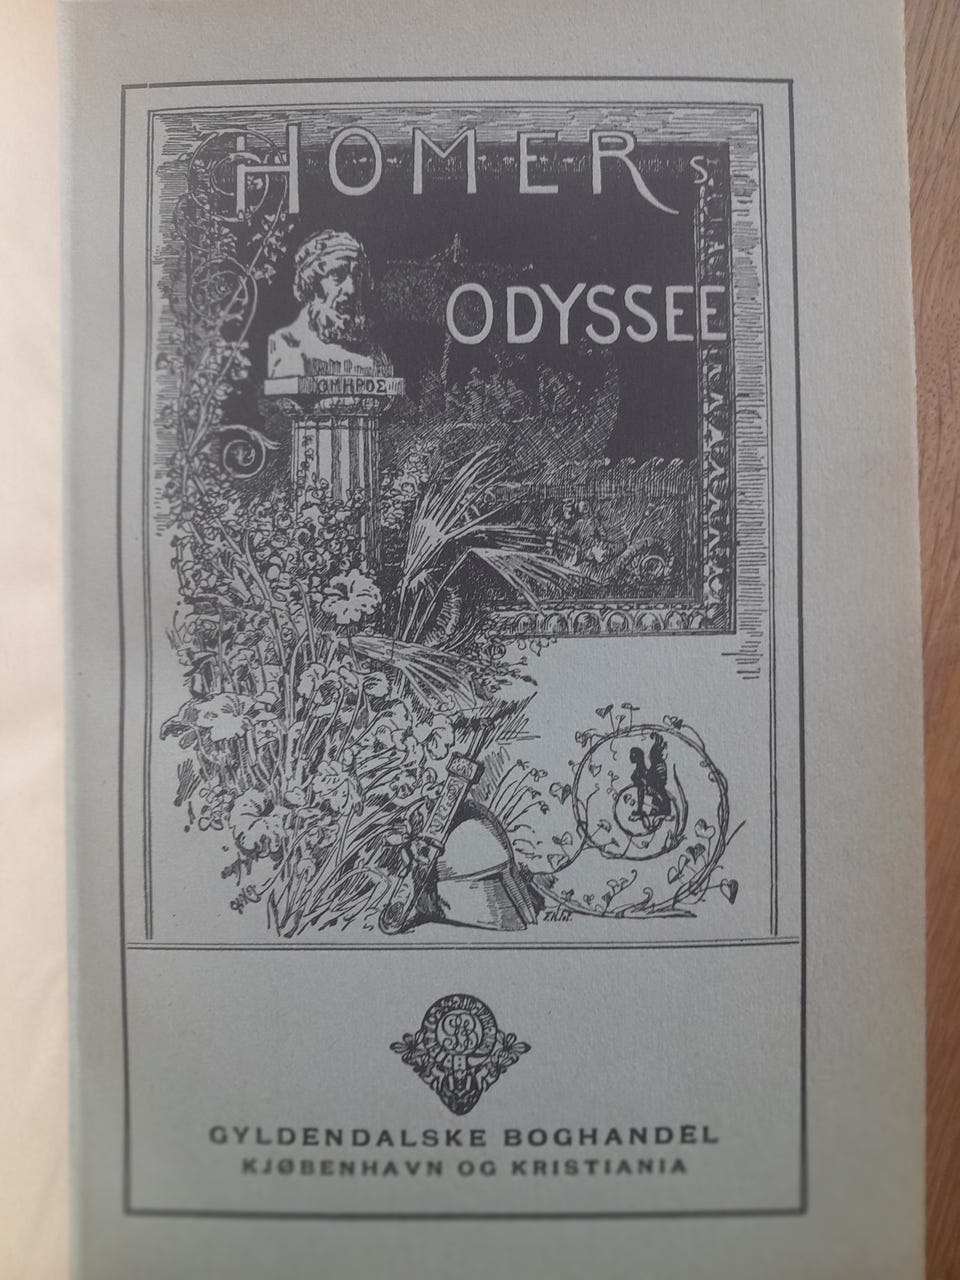 HOMERs
ODYSSEE
ΟΜΗΡΟΣ
GYLDENDALSKE BOGHANDEL
KJØBENHAVN OG KRISTIANIA